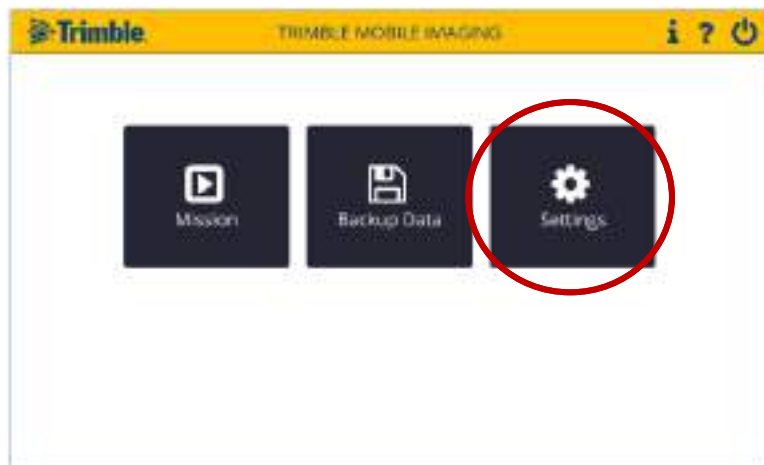 Trimble
TRIMBLE MOBILE IMAGING
i ?
Mission
Backup Data
Settings